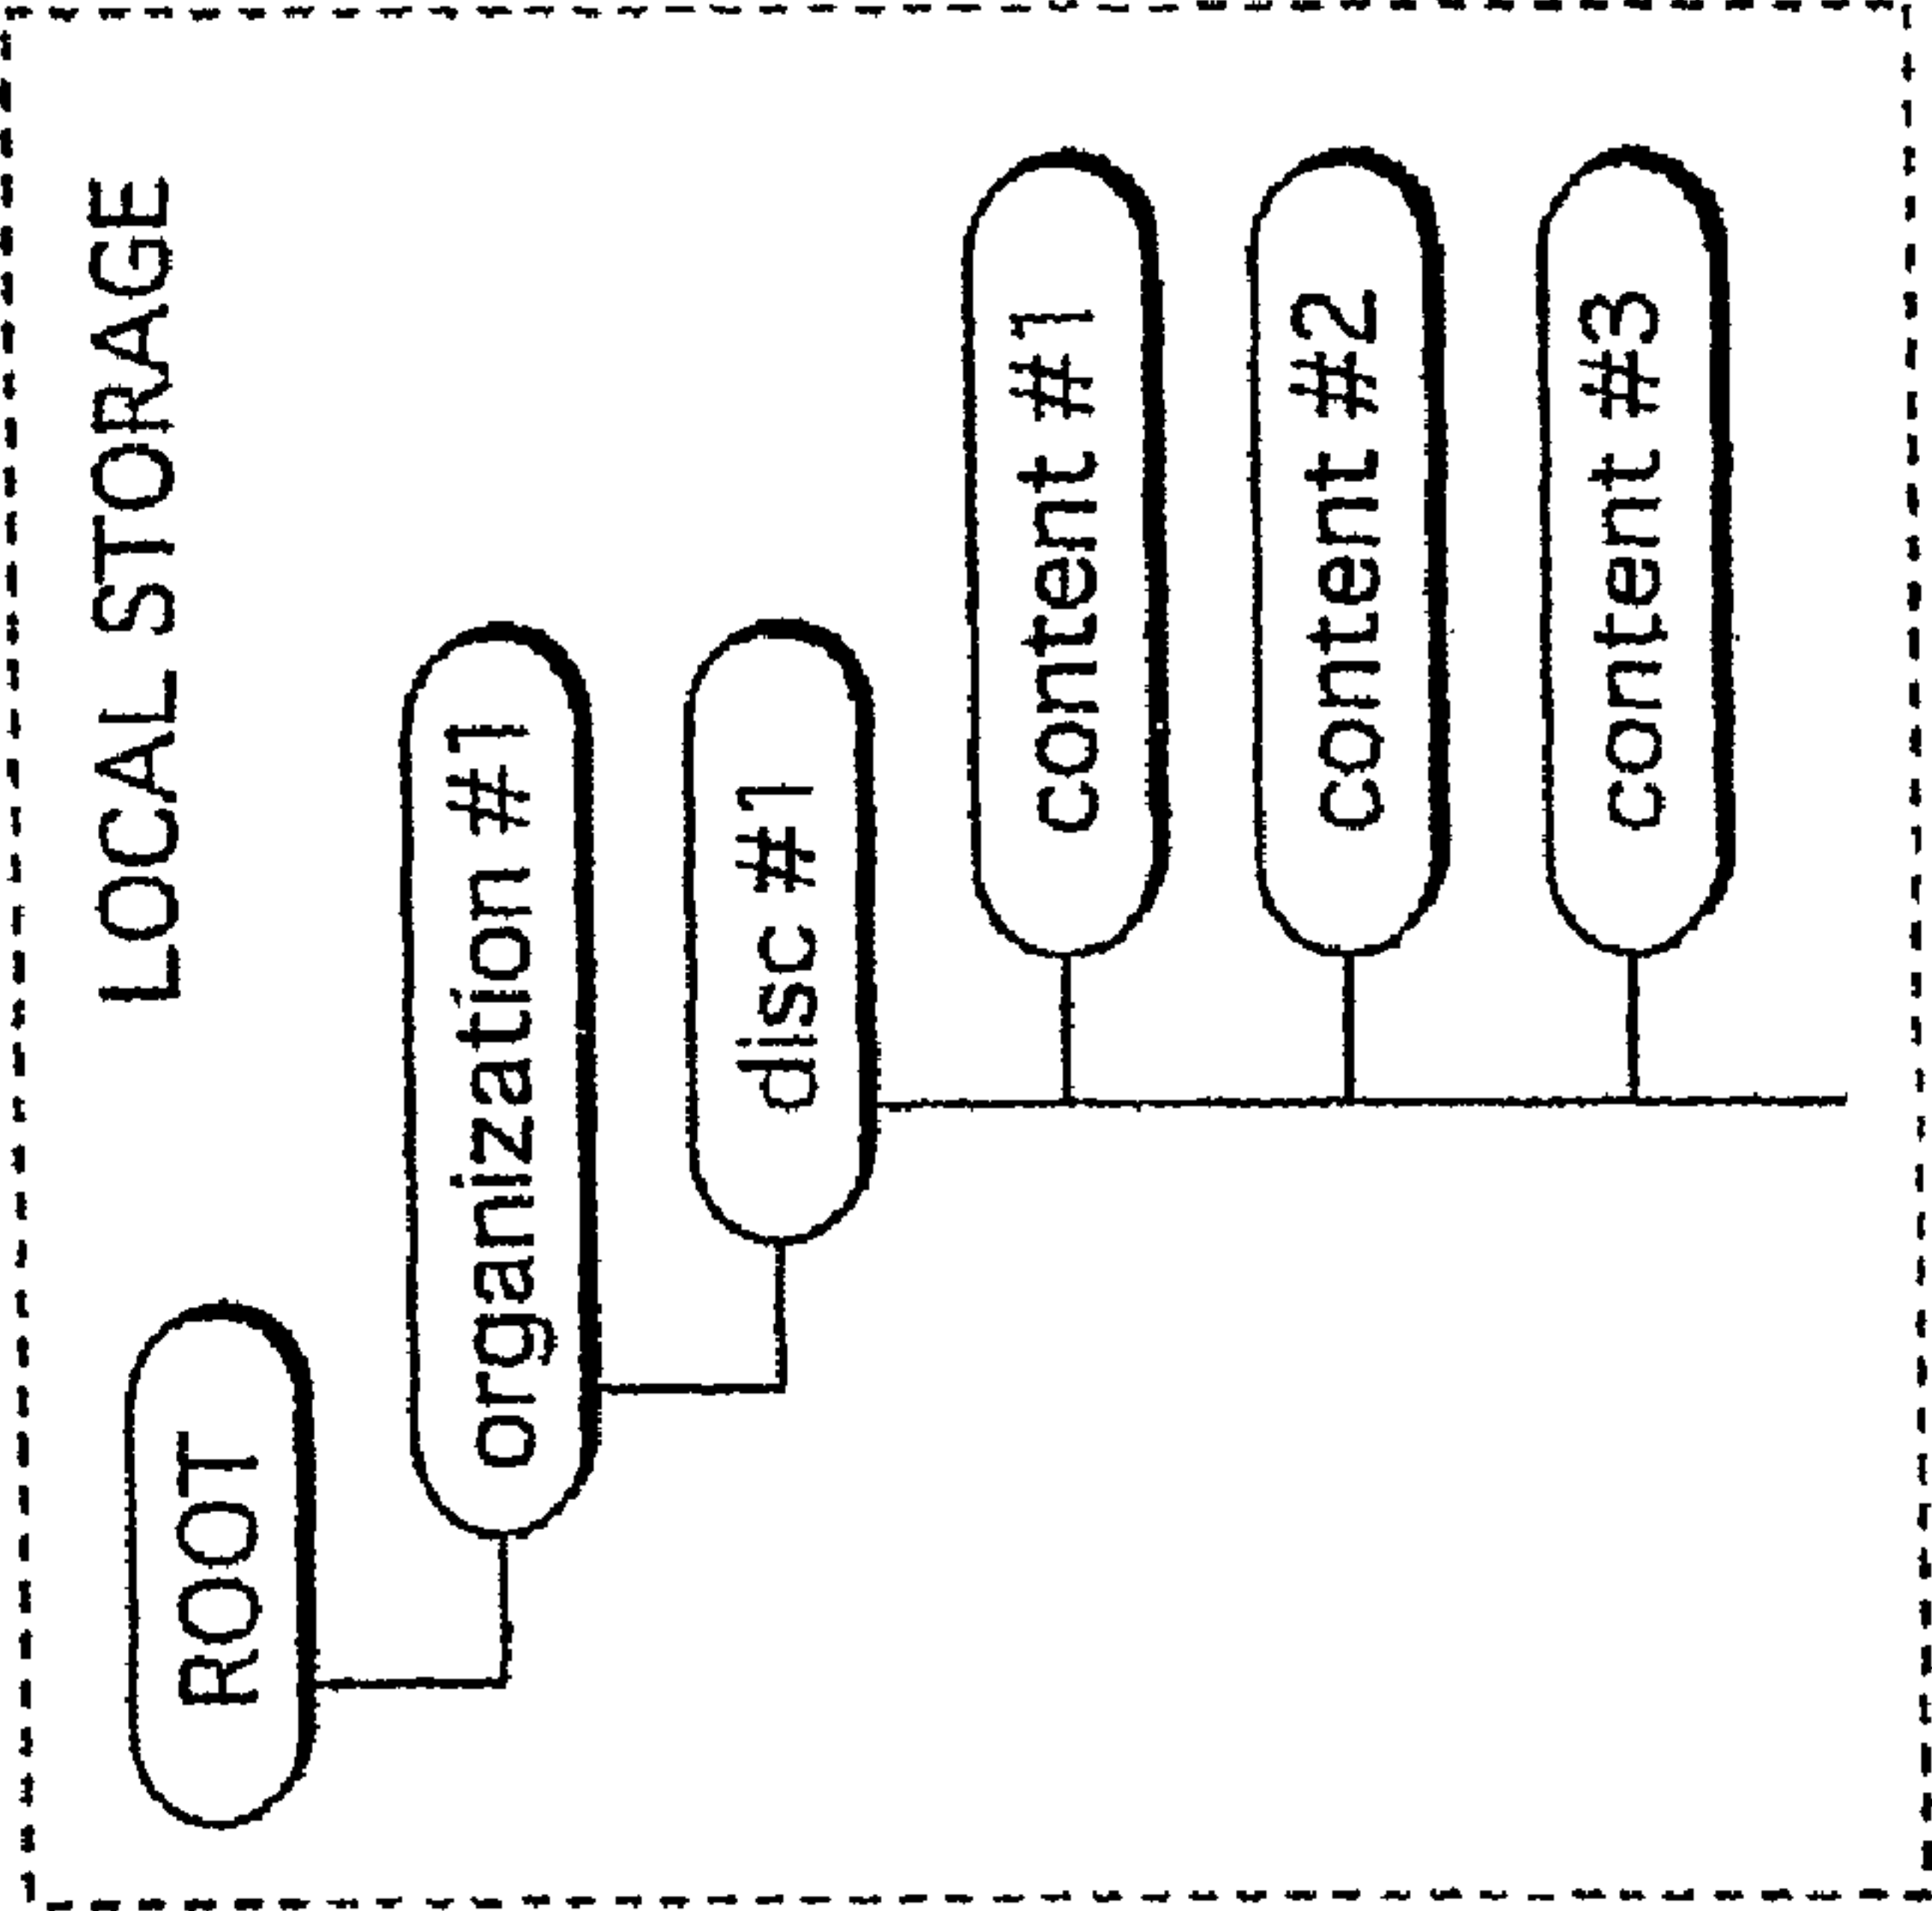 LOCAL STORAGE
ROOT
organization #1
disc #1
content #1
content #2
content #3